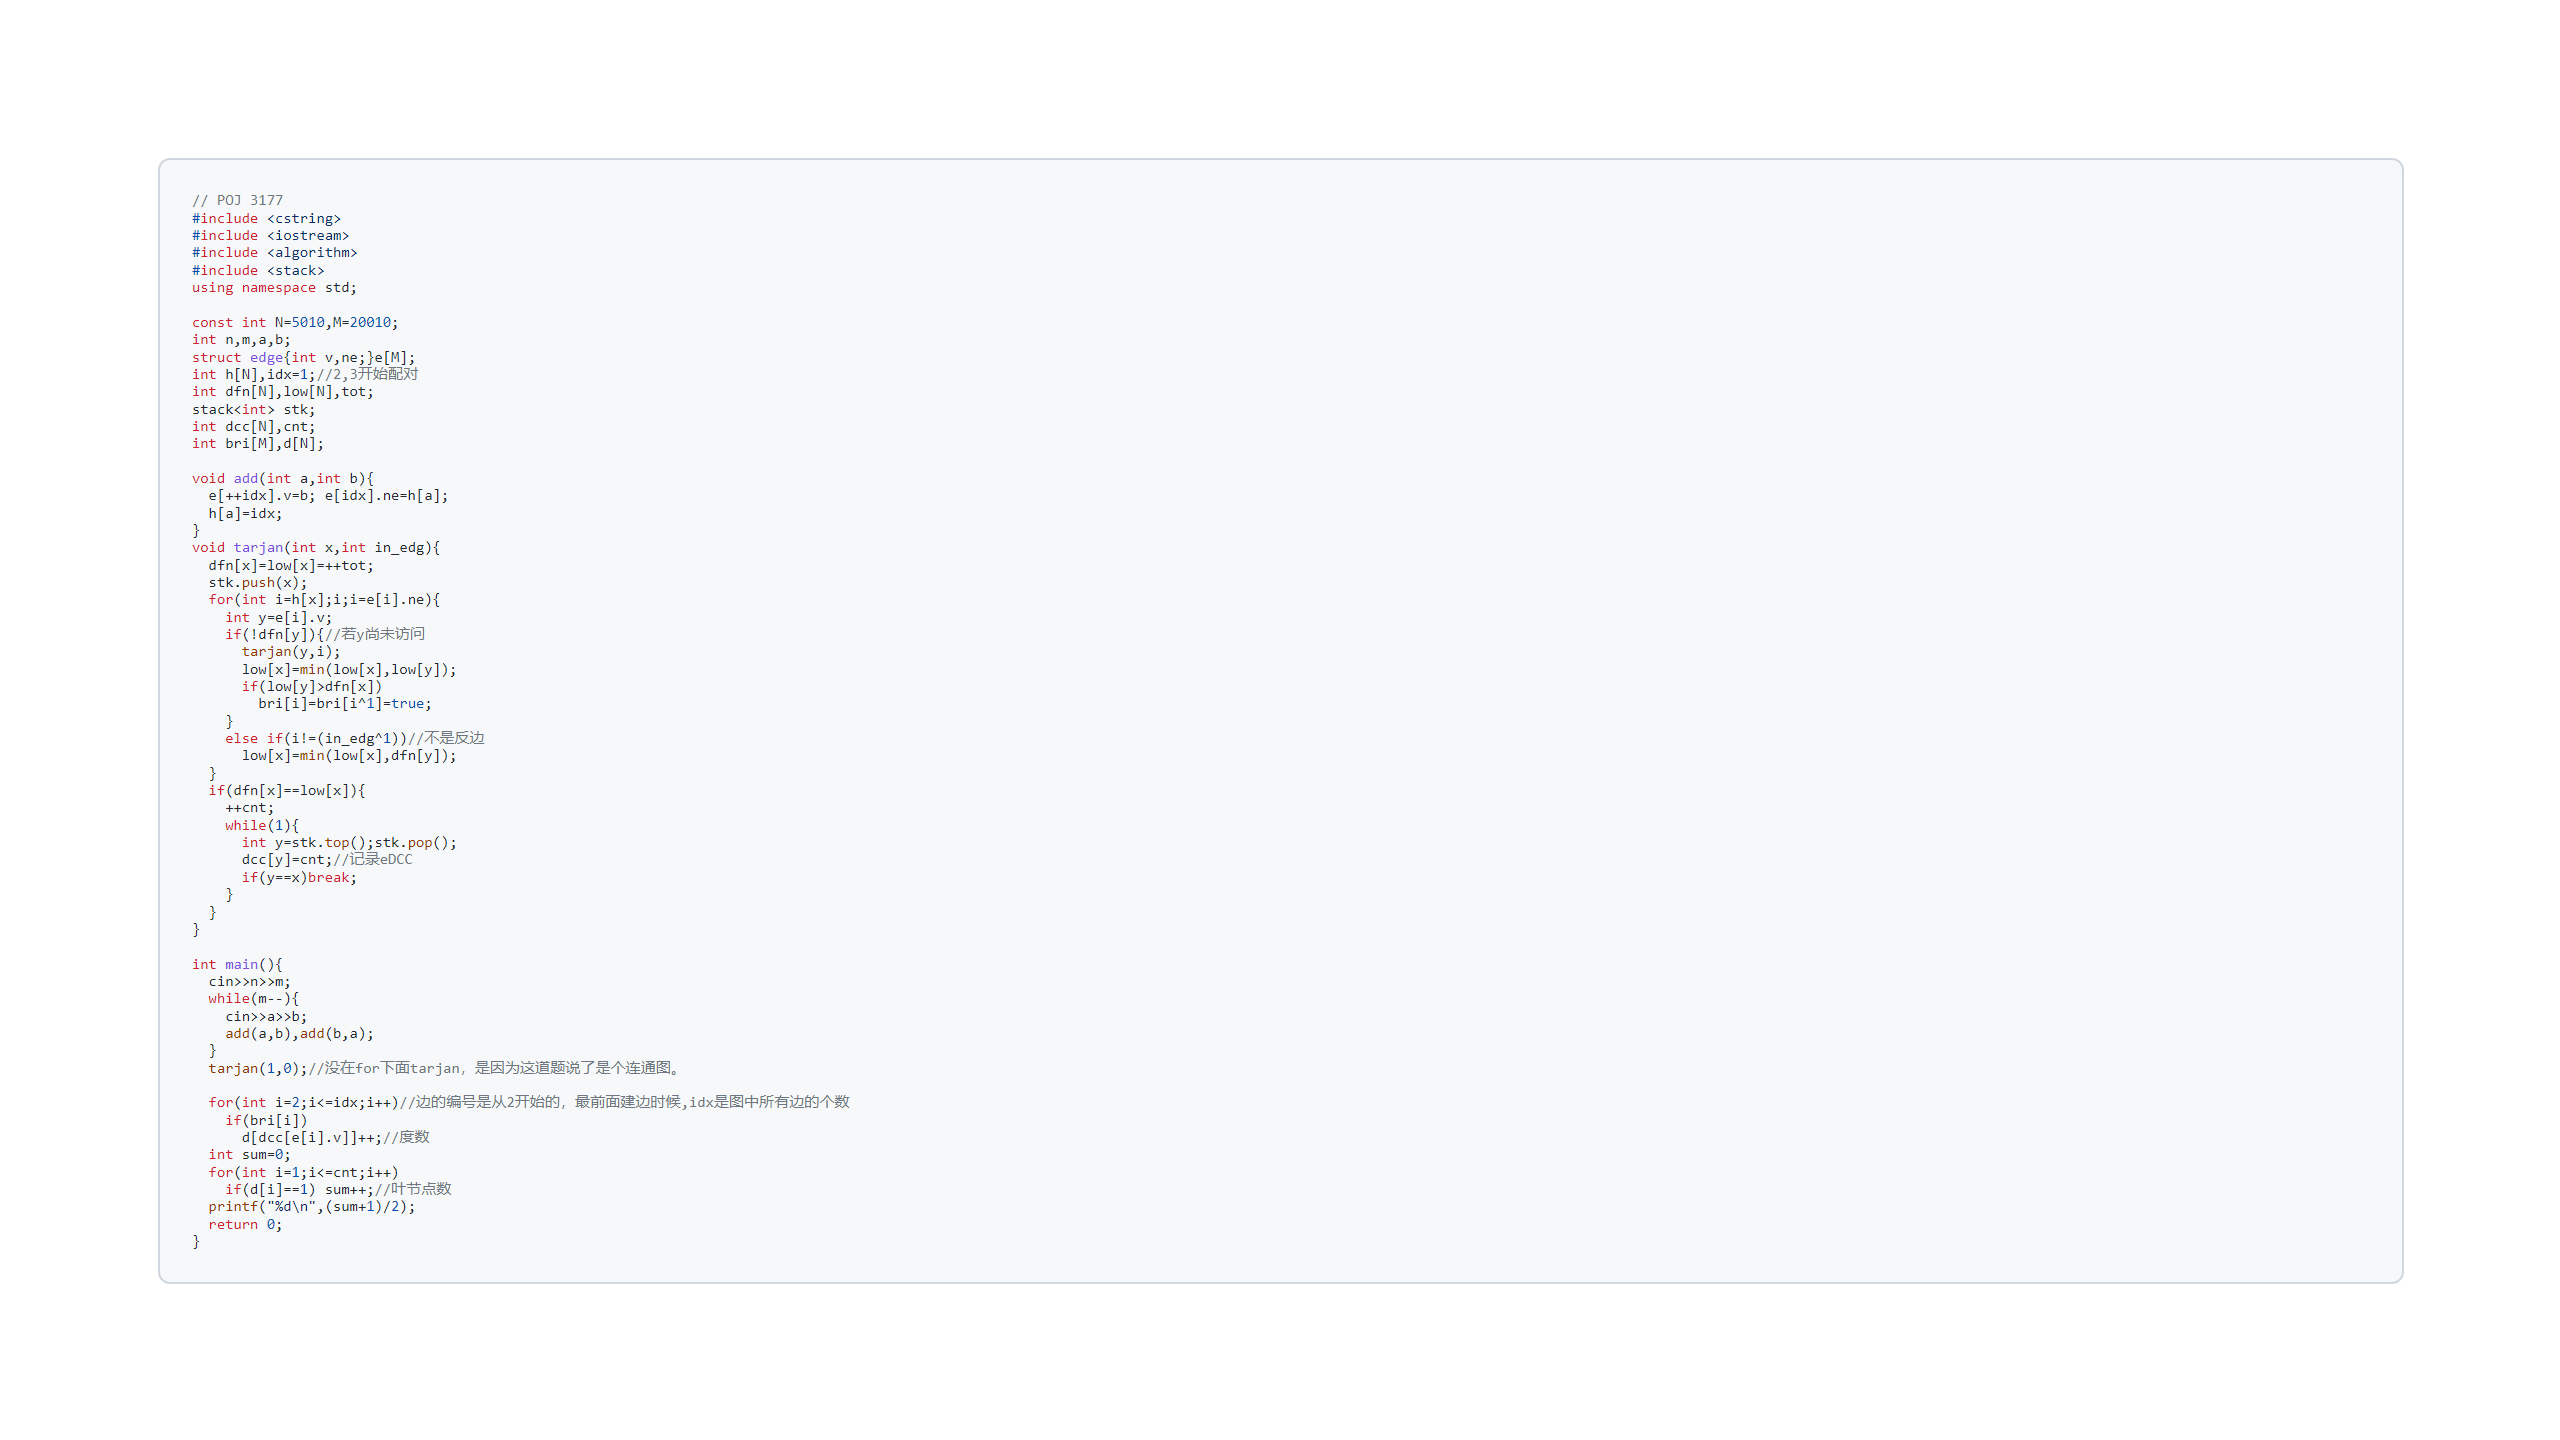 // POJ 3177
#include <cstring>
#include <iostream>
#include <algorithm>
#include <stack>
using namespace std;

const int N=5010,M=20010;
int n,m,a,b;
struct edge{int v,ne;}e[M];
int h[N],idx=1;//2,3开始配对
int dfn[N],low[N],tot;
stack<int> stk;
int dcc[N],cnt;
int bri[M],d[N];

void add(int a,int b){
  e[++idx].v=b; e[idx].ne=h[a];
  h[a]=idx;
}
void tarjan(int x,int in_edg){
  dfn[x]=low[x]=++tot;
  stk.push(x);
  for(int i=h[x];i;i=e[i].ne){
    int y=e[i].v;
    if(!dfn[y]){//若y尚未访问
      tarjan(y,i);
      low[x]=min(low[x],low[y]);
      if(low[y]>dfn[x])
        bri[i]=bri[i^1]=true;
    }
    else if(i!=(in_edg^1))//不是反边
      low[x]=min(low[x],dfn[y]);
  }
  if(dfn[x]==low[x]){
    ++cnt;
    while(1){
      int y=stk.top();stk.pop();
      dcc[y]=cnt;//记录eDCC
      if(y==x)break;
    }
  }
}

int main(){
  cin>>n>>m;
  while(m--){
    cin>>a>>b;
    add(a,b),add(b,a);
  }
  tarjan(1,0);//没在for下面tarjan，是因为这道题说了是个连通图。

  for(int i=2;i<=idx;i++)//边的编号是从2开始的，最前面建边时候,idx是图中所有边的个数
    if(bri[i])
      d[dcc[e[i].v]]++;//度数
  int sum=0;
  for(int i=1;i<=cnt;i++)
    if(d[i]==1) sum++;//叶节点数
  printf("%d\n",(sum+1)/2);
  return 0;
}